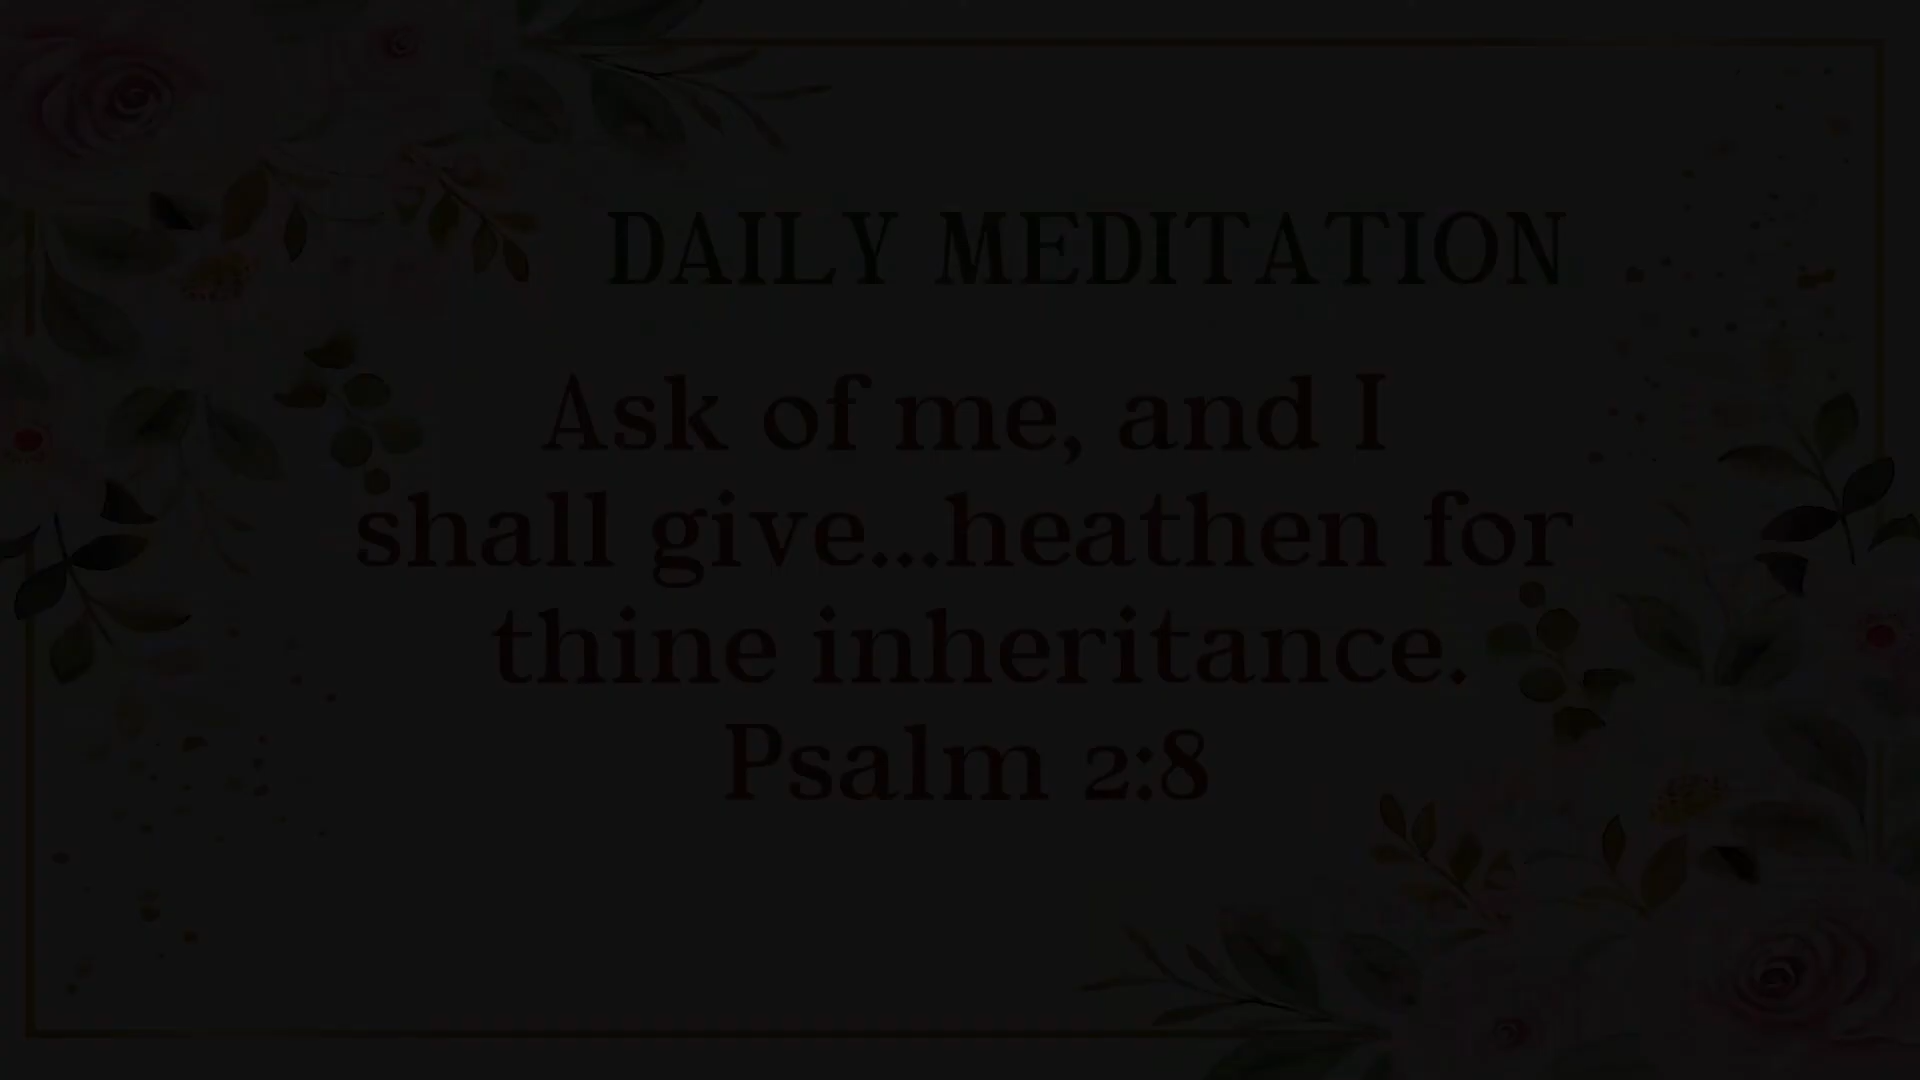 DAILY MEDITATION
Ask of me, and I
shall give...heathen for
thine inheritance.
Psalm 2:8